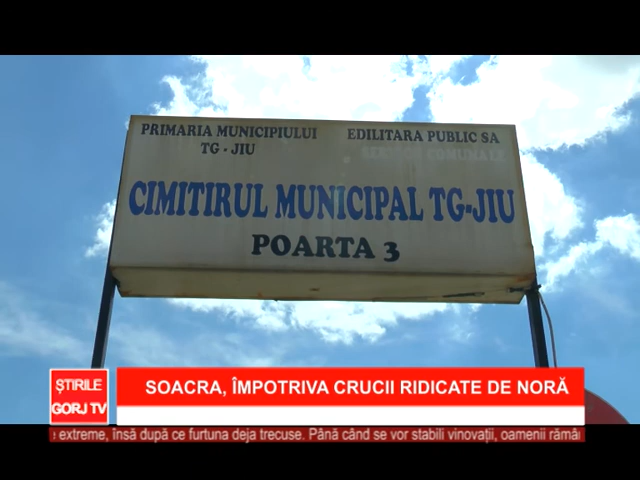 PRIMARIA MUNICIPIULUI
TG - JIU
EDILITARA PUBLIC SA
CIMITIRUL MUNICIPAL TG-JIU
POARTA 3
ȘTIRILE
GORJ TV
SOACRA, ÎMPOTRIVA CRUCII RIDICATE DE NORĂ
extreme, însă după ce furtuna deja trecuse. Până când se vor stabili vinovații, oamenii